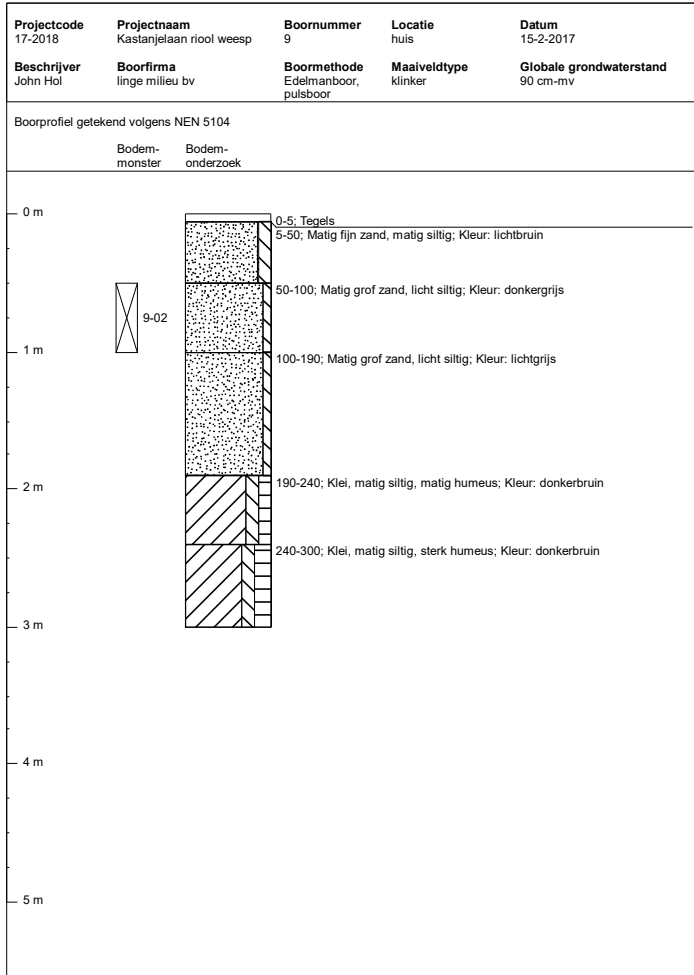 Projectcode Projectnaam Boornummer Locatie Datum
17-2018 Kastanjelaan riool weesp 9 huis 15-2-2017
Beschrijver Boorfirma Boormethode Maaiveldtype Globale grondwaterstand
John Hol linge milieu bv Edelmanboor, klinker 90 cm-mv
pulsboor
Boorprofiel getekend volgens NEN 5104
Bodem- Bodem-
monster onderzoek
0 m
0-5; Tegels
5-50; Matig fijn zand, matig siltig; Kleur: lichtbruin
50-100; Matig grof zand, licht siltig; Kleur: donkergrijs
9-02
1 m
100-190; Matig grof zand, licht siltig; Kleur: lichtgrijs
190-240; Klei, matig siltig, matig humeus; Kleur: donkerbruin
2 m
240-300; Klei, matig siltig, sterk humeus; Kleur: donkerbruin
3 m
4 m
5 m